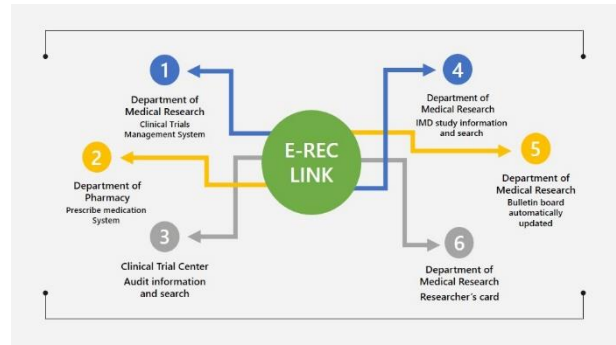 1
Department of
Medical Research
Clinical Trials
Management System
2
Department of
Pharmacy
Prescribe medication
System
3
Clinical Trial Center
Audit information
and search
E-REC
LINK
4
Department of
Medical Research
IMD study information
and search
5
Department of
Medical Research
Bulletin board
automatically
updated
6
Department of
Medical Research
Researcher's card